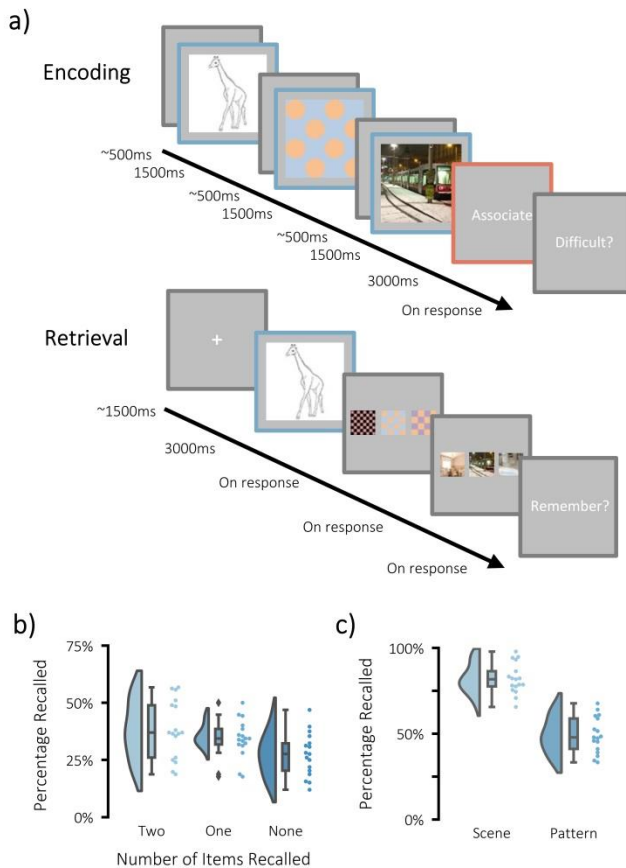 a)
Encoding
~500ms
1500ms
~500ms
1500ms
~500ms
1500ms
3000ms
On response
Associate
Difficult?
Retrieval
+
~1500ms
3000ms
On response
On response
On response
Remember?
b)
Percentage Recalled
75%
50%
25%
0%
Two One None
Number of Items Recalled
c)
Percentage Recalled
100%
50%
0%
Scene Pattern